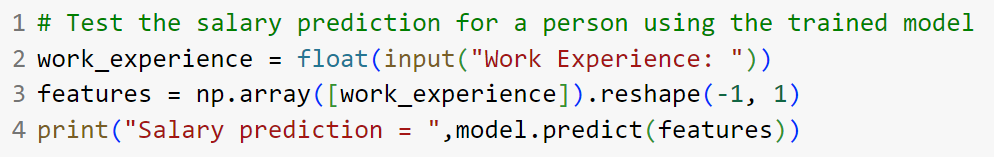 1 # Test the salary prediction for a person using the trained model
2 work_experience = float(input("Work Experience: "))
3 features = np.array([work_experience]).reshape(-1, 1)
4 print("Salary prediction = ",model.predict(features))